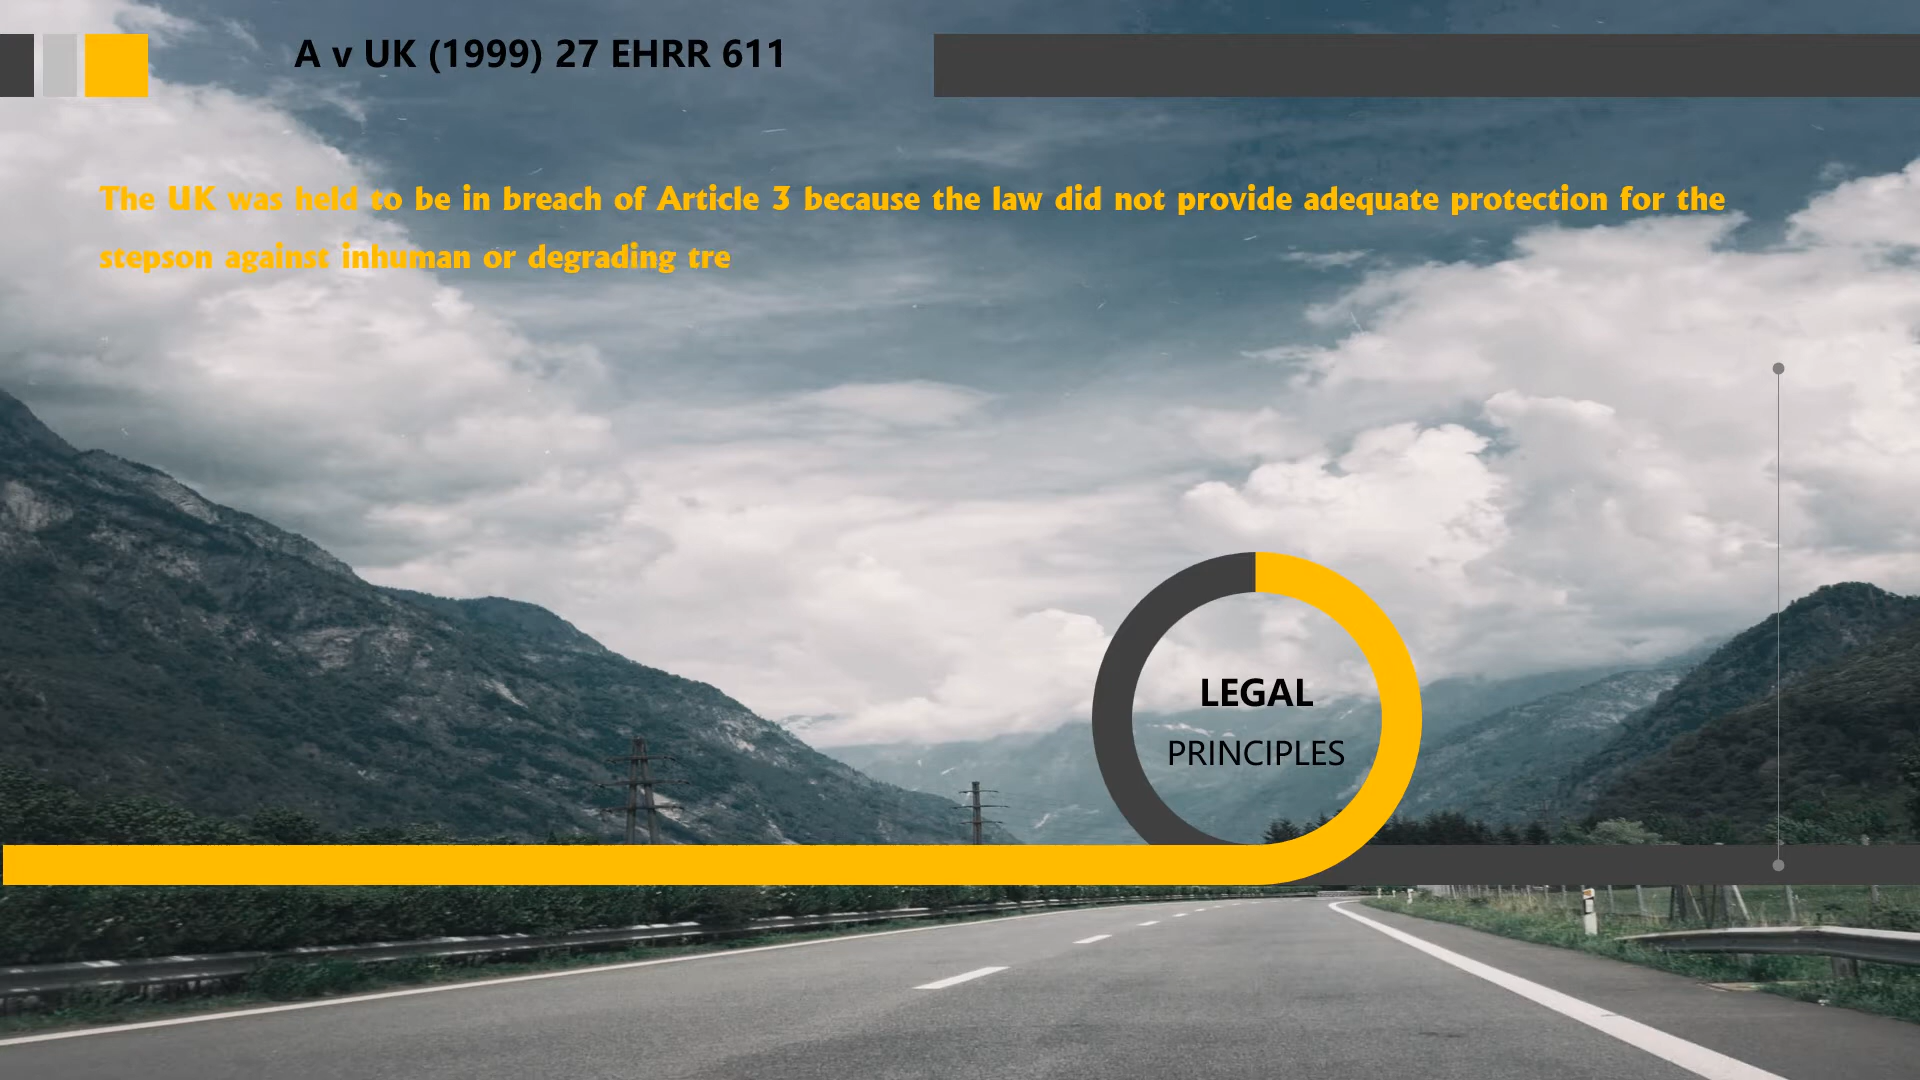 A v UK (1999) 27 EHRR 611
The UK was held to be in breach of Article 3 because the law did not provide adequate protection for the
stepson against inhuman or degrading tre
LEGAL
PRINCIPLES